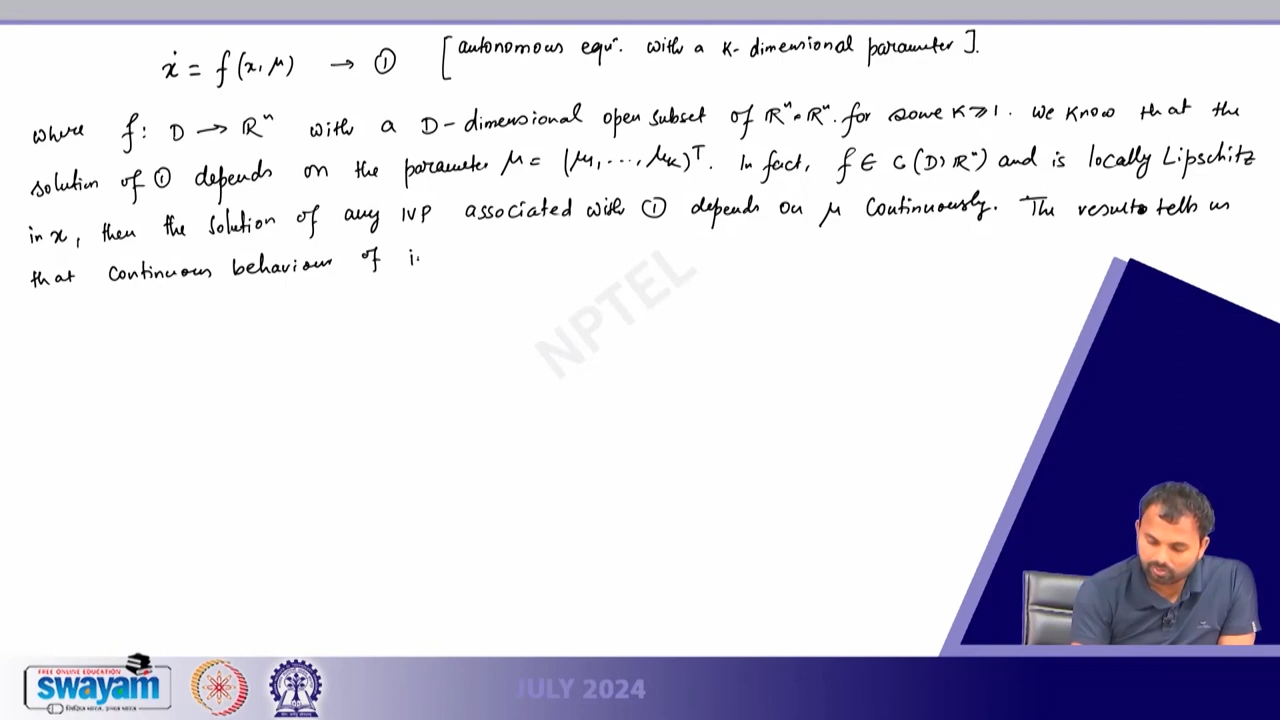 ẋ = f(x, μ) → ① [autonomous equⁿ. with a K-dimensional parameter].
where f: D → ℝⁿ with a D-dimensional open subset of ℝⁿ × ℝⁿ. for some K ≥ 1. We know that the
solution of ① depends on the parameter μ = (μ₁, ..., μₖ)ᵀ. In fact, f ∈ C(D, ℝⁿ) and is locally Lipschitz
in x, then the solution of any IVP associated with ① depends on μ continuously. The results tells us
that continuous behaviour of i.
NPTEL
FREE ONLINE EDUCATION
swayam
JULY 2024